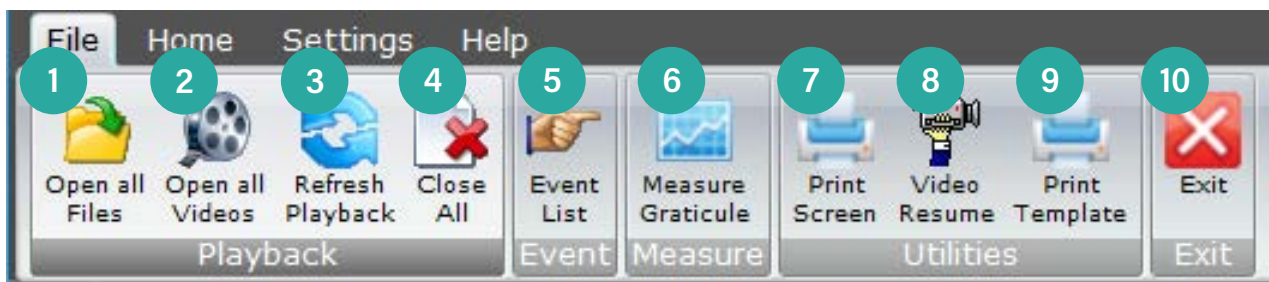 File Home Settings Help
1 2 3 4 5 6 7 8 9 10
Open all Files
Open all Videos
Refresh Playback
Close All
Event List
Measure Graticule
Print Screen
Video Resume
Print Template
Exit
Playback Event Measure Utilities Exit